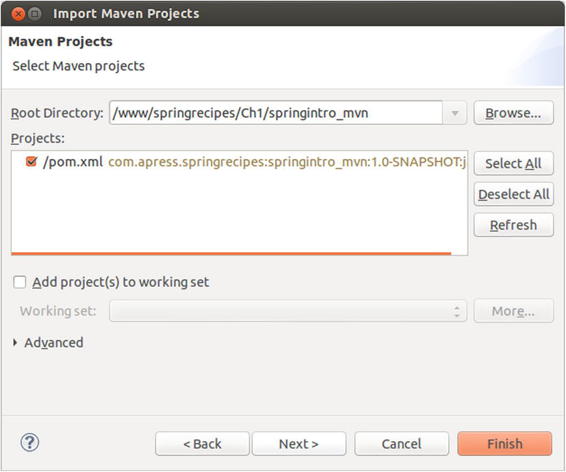 Import Maven Projects
Maven Projects
Select Maven projects
Root Directory: /www/springrecipes/Ch1/springintro_mvn Browse...
Projects:
/pom.xml com.apress.springrecipes:springintro_mvn:1.0-SNAPSHOT:j Select All
Deselect All
Refresh
Add project(s) to working set
Working set: More...
Advanced
? < Back Next > Cancel Finish